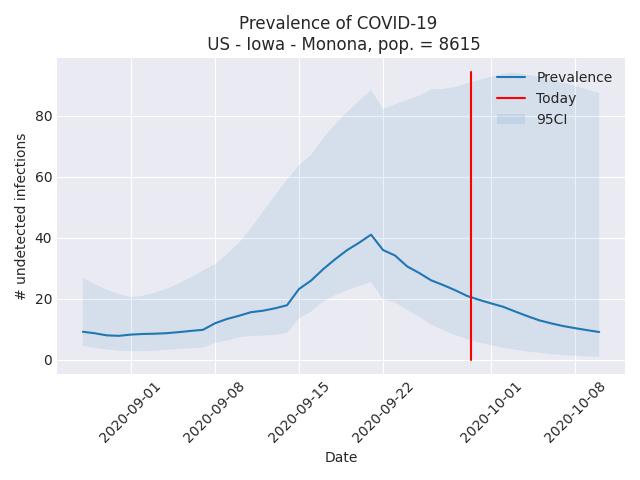 Prevalence of COVID-19
US - Iowa - Monona, pop. = 8615
Prevalence
Today
95CI
# undetected infections
80
60
40
20
0
2020-09-01
2020-09-08
2020-09-15
2020-09-22
2020-10-01
2020-10-08
Date